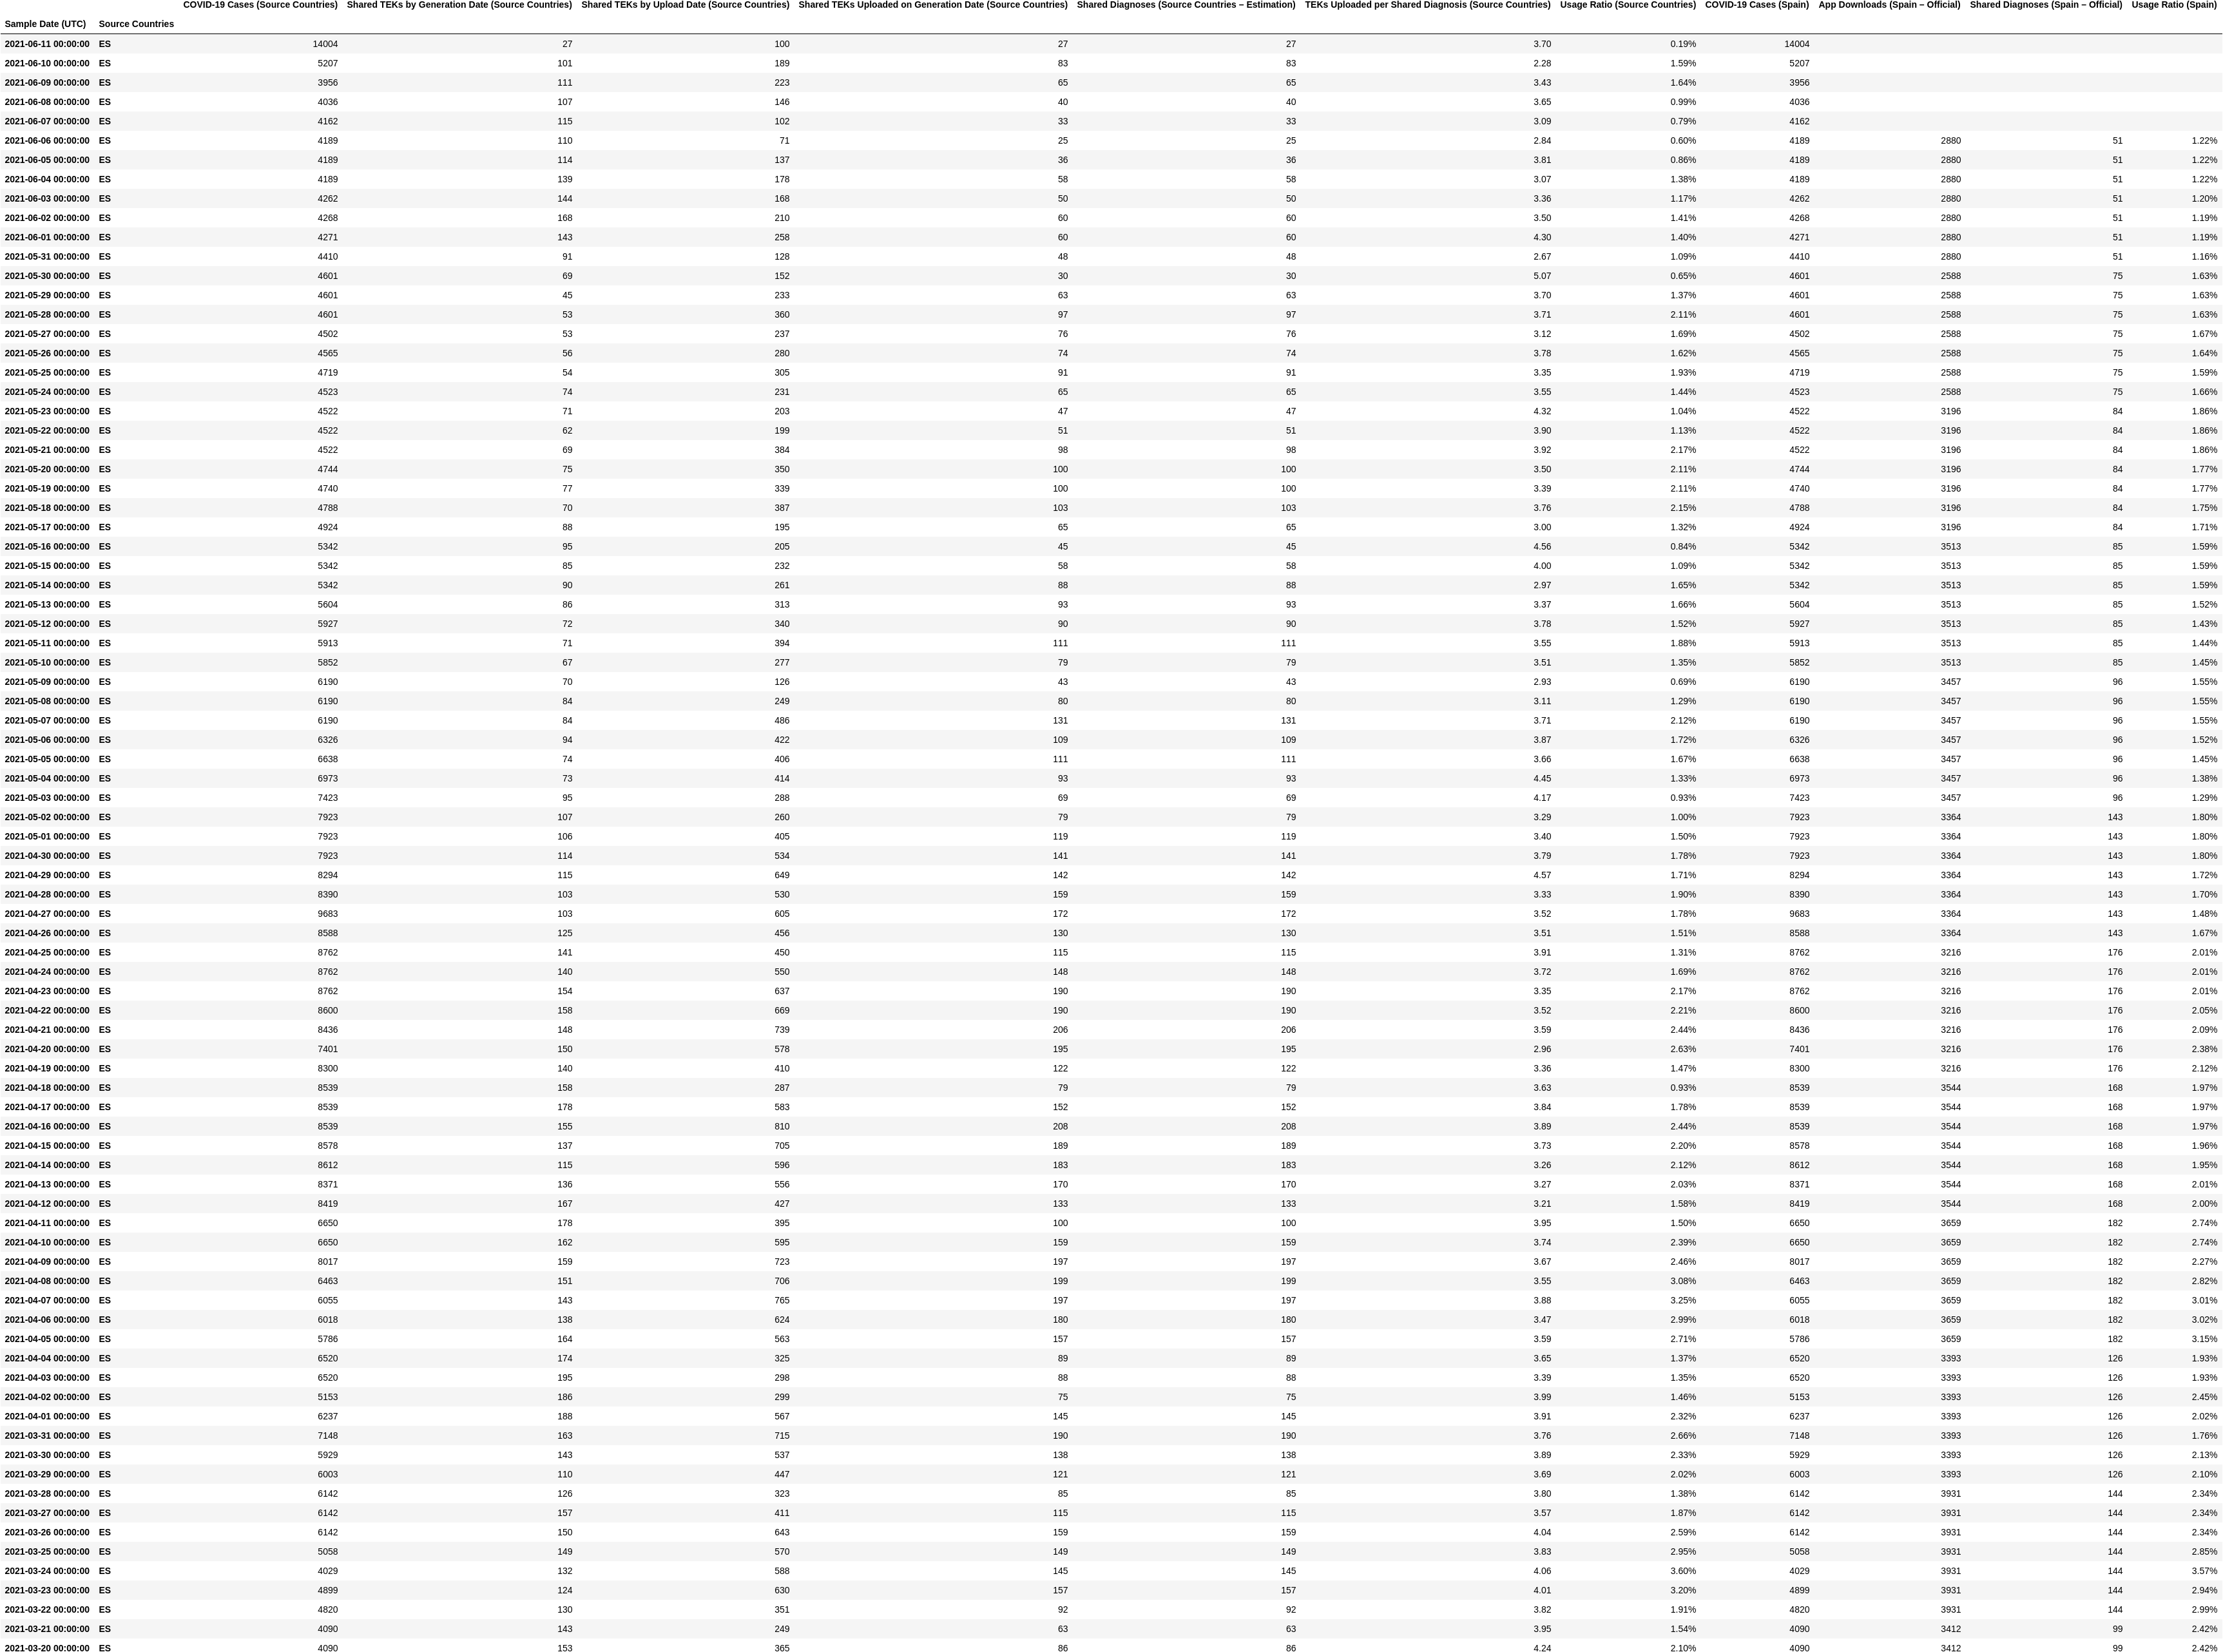 COVID-19 Cases (Source Countries) Shared TEKs by Generation Date (Source Countries) Shared TEKs by Upload Date (Source Countries) Shared TEKs Uploaded on Generation Date (Source Countries) Shared Diagnoses (Source Countries – Estimation) TEKs Uploaded per Shared Diagnosis (Source Countries) Usage Ratio (Source Countries) COVID-19 Cases (Spain) App Downloads (Spain – Official) Shared Diagnoses (Spain – Official) Usage Ratio (Spain)
Sample Date (UTC) Source Countries
2021-06-11 00:00:00 ES 14004 27 100 27 27 3.70 0.19% 14004
2021-06-10 00:00:00 ES 5207 101 189 83 83 2.28 1.59% 5207
2021-06-09 00:00:00 ES 3956 111 223 65 65 3.43 1.64% 3956
2021-06-08 00:00:00 ES 4036 107 146 40 40 3.65 0.99% 4036
2021-06-07 00:00:00 ES 4162 115 102 33 33 3.09 0.79% 4162
2021-06-06 00:00:00 ES 4189 110 71 25 25 2.84 0.60% 4189 2880 51 1.22%
2021-06-05 00:00:00 ES 4189 114 137 36 36 3.81 0.86% 4189 2880 51 1.22%
2021-06-04 00:00:00 ES 4189 139 178 58 58 3.07 1.38% 4189 2880 51 1.22%
2021-06-03 00:00:00 ES 4262 144 168 50 50 3.36 1.17% 4262 2880 51 1.20%
2021-06-02 00:00:00 ES 4268 168 210 60 60 3.50 1.41% 4268 2880 51 1.19%
2021-06-01 00:00:00 ES 4271 143 258 60 60 4.30 1.40% 4271 2880 51 1.19%
2021-05-31 00:00:00 ES 4410 91 128 48 48 2.67 1.09% 4410 2880 51 1.16%
2021-05-30 00:00:00 ES 4601 69 152 30 30 5.07 0.65% 4601 2588 75 1.63%
2021-05-29 00:00:00 ES 4601 45 233 63 63 3.70 1.37% 4601 2588 75 1.63%
2021-05-28 00:00:00 ES 4601 53 360 97 97 3.71 2.11% 4601 2588 75 1.63%
2021-05-27 00:00:00 ES 4502 53 237 76 76 3.12 1.69% 4502 2588 75 1.67%
2021-05-26 00:00:00 ES 4565 56 280 74 74 3.78 1.62% 4565 2588 75 1.64%
2021-05-25 00:00:00 ES 4719 54 305 91 91 3.35 1.93% 4719 2588 75 1.59%
2021-05-24 00:00:00 ES 4523 74 231 65 65 3.55 1.44% 4523 2588 75 1.66%
2021-05-23 00:00:00 ES 4522 71 203 47 47 4.32 1.04% 4522 3196 84 1.86%
2021-05-22 00:00:00 ES 4522 62 199 51 51 3.90 1.13% 4522 3196 84 1.86%
2021-05-21 00:00:00 ES 4522 69 384 98 98 3.92 2.17% 4522 3196 84 1.86%
2021-05-20 00:00:00 ES 4744 75 350 100 100 3.50 2.11% 4744 3196 84 1.77%
2021-05-19 00:00:00 ES 4740 77 339 100 100 3.39 2.11% 4740 3196 84 1.77%
2021-05-18 00:00:00 ES 4788 70 387 103 103 3.76 2.15% 4788 3196 84 1.75%
2021-05-17 00:00:00 ES 4924 88 195 65 65 3.00 1.32% 4924 3196 84 1.71%
2021-05-16 00:00:00 ES 5342 95 205 45 45 4.56 0.84% 5342 3513 85 1.59%
2021-05-15 00:00:00 ES 5342 85 232 58 58 4.00 1.09% 5342 3513 85 1.59%
2021-05-14 00:00:00 ES 5342 90 261 88 88 2.97 1.65% 5342 3513 85 1.59%
2021-05-13 00:00:00 ES 5604 86 313 93 93 3.37 1.66% 5604 3513 85 1.52%
2021-05-12 00:00:00 ES 5927 72 340 90 90 3.78 1.52% 5927 3513 85 1.43%
2021-05-11 00:00:00 ES 5913 71 394 111 111 3.55 1.88% 5913 3513 85 1.44%
2021-05-10 00:00:00 ES 5852 67 277 79 79 3.51 1.35% 5852 3513 85 1.45%
2021-05-09 00:00:00 ES 6190 70 126 43 43 2.93 0.69% 6190 3457 96 1.55%
2021-05-08 00:00:00 ES 6190 84 249 80 80 3.11 1.29% 6190 3457 96 1.55%
2021-05-07 00:00:00 ES 6190 84 486 131 131 3.71 2.12% 6190 3457 96 1.55%
2021-05-06 00:00:00 ES 6326 94 422 109 109 3.87 1.72% 6326 3457 96 1.52%
2021-05-05 00:00:00 ES 6638 74 406 111 111 3.66 1.67% 6638 3457 96 1.45%
2021-05-04 00:00:00 ES 6973 73 414 93 93 4.45 1.33% 6973 3457 96 1.38%
2021-05-03 00:00:00 ES 7423 95 288 69 69 4.17 0.93% 7423 3457 96 1.29%
2021-05-02 00:00:00 ES 7923 107 260 79 79 3.29 1.00% 7923 3364 143 1.80%
2021-05-01 00:00:00 ES 7923 106 405 119 119 3.40 1.50% 7923 3364 143 1.80%
2021-04-30 00:00:00 ES 7923 114 534 141 141 3.79 1.78% 7923 3364 143 1.80%
2021-04-29 00:00:00 ES 8294 115 649 142 142 4.57 1.71% 8294 3364 143 1.72%
2021-04-28 00:00:00 ES 8390 103 530 159 159 3.33 1.90% 8390 3364 143 1.70%
2021-04-27 00:00:00 ES 9683 103 605 172 172 3.52 1.78% 9683 3364 143 1.48%
2021-04-26 00:00:00 ES 8588 125 456 130 130 3.51 1.51% 8588 3364 143 1.67%
2021-04-25 00:00:00 ES 8762 141 450 115 115 3.91 1.31% 8762 3216 176 2.01%
2021-04-24 00:00:00 ES 8762 140 550 148 148 3.72 1.69% 8762 3216 176 2.01%
2021-04-23 00:00:00 ES 8762 154 637 190 190 3.35 2.17% 8762 3216 176 2.01%
2021-04-22 00:00:00 ES 8600 158 669 190 190 3.52 2.21% 8600 3216 176 2.05%
2021-04-21 00:00:00 ES 8436 148 739 206 206 3.59 2.44% 8436 3216 176 2.09%
2021-04-20 00:00:00 ES 7401 150 578 195 195 2.96 2.63% 7401 3216 176 2.38%
2021-04-19 00:00:00 ES 8300 140 410 122 122 3.36 1.47% 8300 3216 176 2.12%
2021-04-18 00:00:00 ES 8539 158 287 79 79 3.63 0.93% 8539 3544 168 1.97%
2021-04-17 00:00:00 ES 8539 178 583 152 152 3.84 1.78% 8539 3544 168 1.97%
2021-04-16 00:00:00 ES 8539 155 810 208 208 3.89 2.44% 8539 3544 168 1.97%
2021-04-15 00:00:00 ES 8578 137 705 189 189 3.73 2.20% 8578 3544 168 1.96%
2021-04-14 00:00:00 ES 8612 115 596 183 183 3.26 2.12% 8612 3544 168 1.95%
2021-04-13 00:00:00 ES 8371 136 556 170 170 3.27 2.03% 8371 3544 168 2.01%
2021-04-12 00:00:00 ES 8419 167 427 133 133 3.21 1.58% 8419 3544 168 2.00%
2021-04-11 00:00:00 ES 6650 178 395 100 100 3.95 1.50% 6650 3659 182 2.74%
2021-04-10 00:00:00 ES 6650 162 595 159 159 3.74 2.39% 6650 3659 182 2.74%
2021-04-09 00:00:00 ES 8017 159 723 197 197 3.67 2.46% 8017 3659 182 2.27%
2021-04-08 00:00:00 ES 6463 151 706 199 199 3.55 3.08% 6463 3659 182 2.82%
2021-04-07 00:00:00 ES 6055 143 765 197 197 3.88 3.25% 6055 3659 182 3.01%
2021-04-06 00:00:00 ES 6018 138 624 180 180 3.47 2.99% 6018 3659 182 3.02%
2021-04-05 00:00:00 ES 5786 164 563 157 157 3.59 2.71% 5786 3659 182 3.15%
2021-04-04 00:00:00 ES 6520 174 325 89 89 3.65 1.37% 6520 3393 126 1.93%
2021-04-03 00:00:00 ES 6520 195 298 88 88 3.39 1.35% 6520 3393 126 1.93%
2021-04-02 00:00:00 ES 5153 186 299 75 75 3.99 1.46% 5153 3393 126 2.45%
2021-04-01 00:00:00 ES 6237 188 567 145 145 3.91 2.32% 6237 3393 126 2.02%
2021-03-31 00:00:00 ES 7148 163 715 190 190 3.76 2.66% 7148 3393 126 1.76%
2021-03-30 00:00:00 ES 5929 143 537 138 138 3.89 2.33% 5929 3393 126 2.13%
2021-03-29 00:00:00 ES 6003 110 447 121 121 3.69 2.02% 6003 3393 126 2.10%
2021-03-28 00:00:00 ES 6142 126 323 85 85 3.80 1.38% 6142 3931 144 2.34%
2021-03-27 00:00:00 ES 6142 157 411 115 115 3.57 1.87% 6142 3931 144 2.34%
2021-03-26 00:00:00 ES 6142 150 643 159 159 4.04 2.59% 6142 3931 144 2.34%
2021-03-25 00:00:00 ES 5058 149 570 149 149 3.83 2.95% 5058 3931 144 2.85%
2021-03-24 00:00:00 ES 4029 132 588 145 145 4.06 3.60% 4029 3931 144 3.57%
2021-03-23 00:00:00 ES 4899 124 630 157 157 4.01 3.20% 4899 3931 144 2.94%
2021-03-22 00:00:00 ES 4820 130 351 92 92 3.82 1.91% 4820 3931 144 2.99%
2021-03-21 00:00:00 ES 4090 143 249 63 63 3.95 1.54% 4090 3412 99 2.42%
2021-03-20 00:00:00 ES 4090 153 365 86 86 4.24 2.10% 4090 3412 99 2.42%